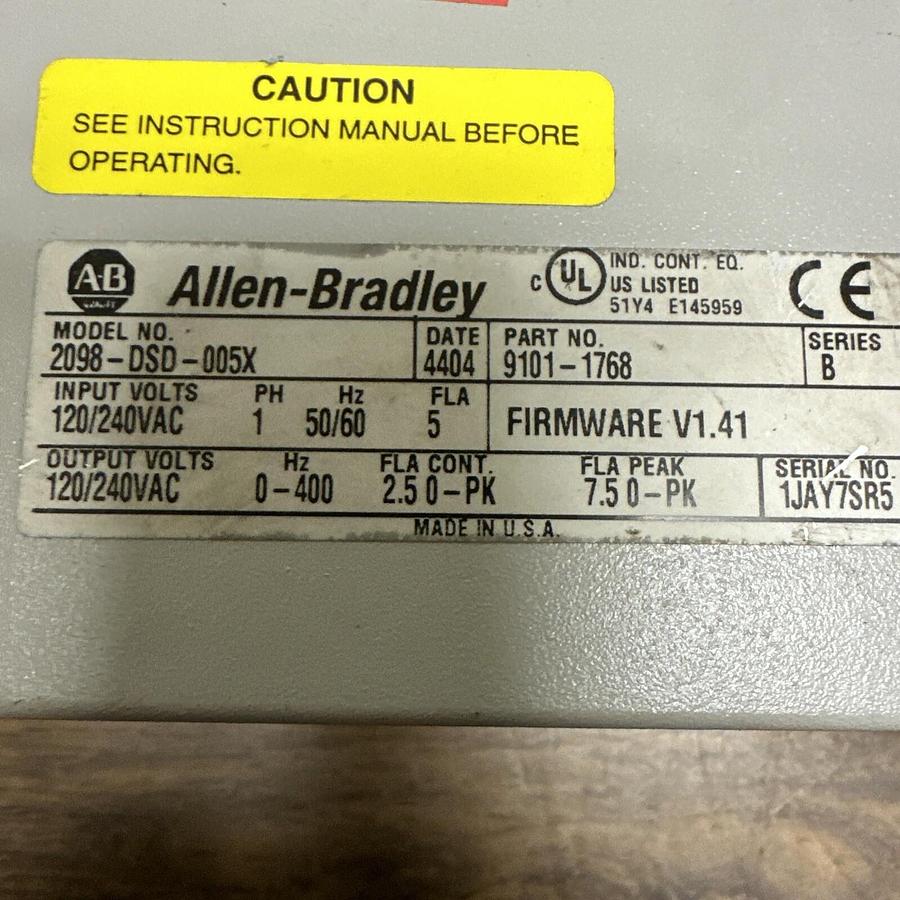 CAUTION
SEE INSTRUCTION MANUAL BEFORE
OPERATING.
A-B Allen-Bradley c UL IND. CONT. EQ. CE
US LISTED
51Y4 E145959
MODEL NO. DATE PART NO. SERIES
2098-DSD-005X 4404 9101-1768 B
INPUT VOLTS PH Hz FLA
120/240VAC 1 50/60 5 FIRMWARE V1.41
OUTPUT VOLTS Hz FLA CONT. FLA PEAK SERIAL NO.
120/240VAC 0-400 2.5 0-PK 7.5 0-PK 1JAY7SR5
MADE IN U.S.A.